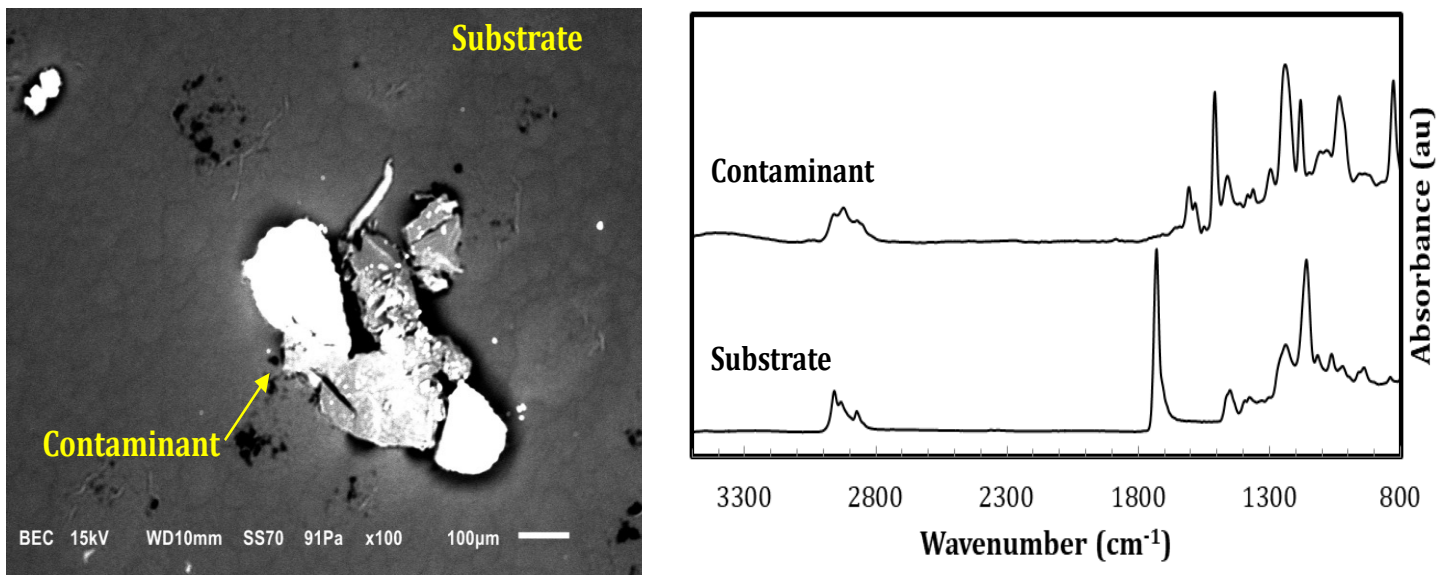 Substrate
Contaminant
BEC 15kV WD10mm SS70 91Pa x100 100µm
Contaminant
Substrate
Absorbance (au)
3300 2800 2300 1800 1300 800
Wavenumber (cm⁻¹)